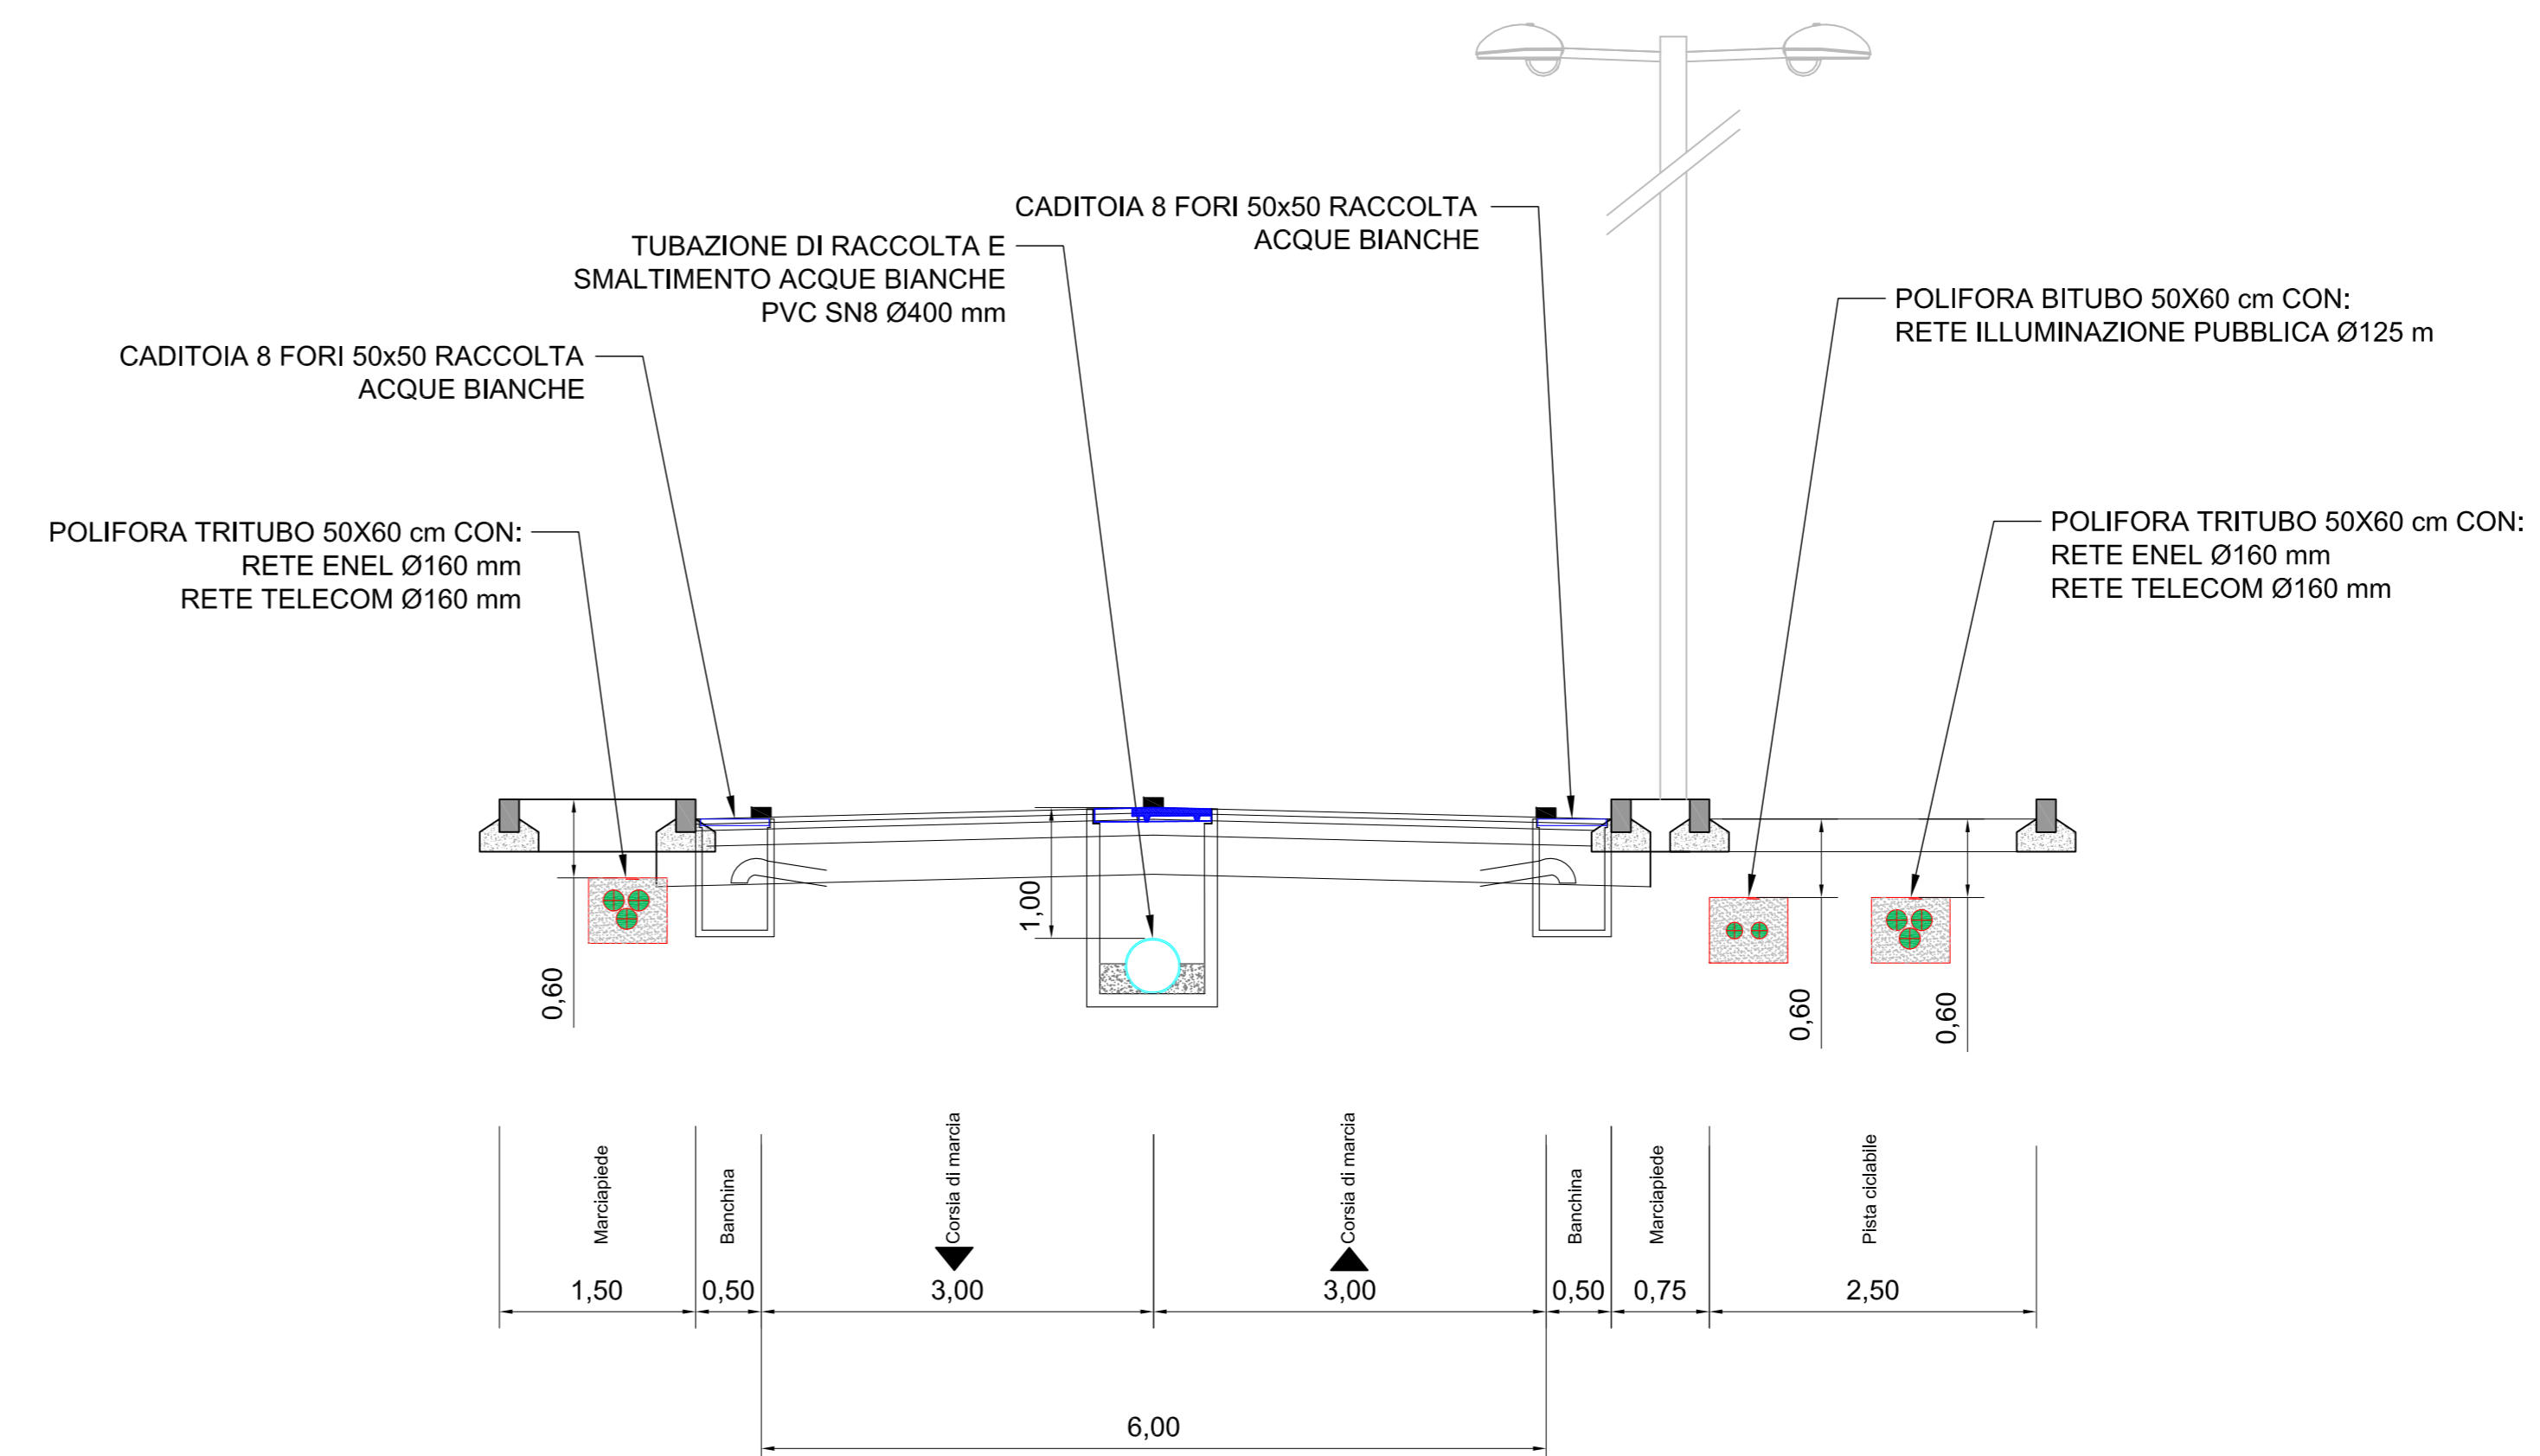 CADITOIA 8 FORI 50x50 RACCOLTA
ACQUE BIANCHE
TUBAZIONE DI RACCOLTA E
SMALTIMENTO ACQUE BIANCHE
PVC SN8 Ø400 mm
POLIFORA BITUBO 50X60 cm CON:
RETE ILLUMINAZIONE PUBBLICA Ø125 m
CADITOIA 8 FORI 50x50 RACCOLTA
ACQUE BIANCHE
POLIFORA TRITUBO 50X60 cm CON:
RETE ENEL Ø160 mm
RETE TELECOM Ø160 mm
POLIFORA TRITUBO 50X60 cm CON:
RETE ENEL Ø160 mm
RETE TELECOM Ø160 mm
1,00
0,60
0,60
0,60
Marciapiede
Banchina
Corsia di marcia
Corsia di marcia
Banchina
Marciapiede
Pista ciclabile
1,50
0,50
3,00
3,00
0,50
0,75
2,50
6,00